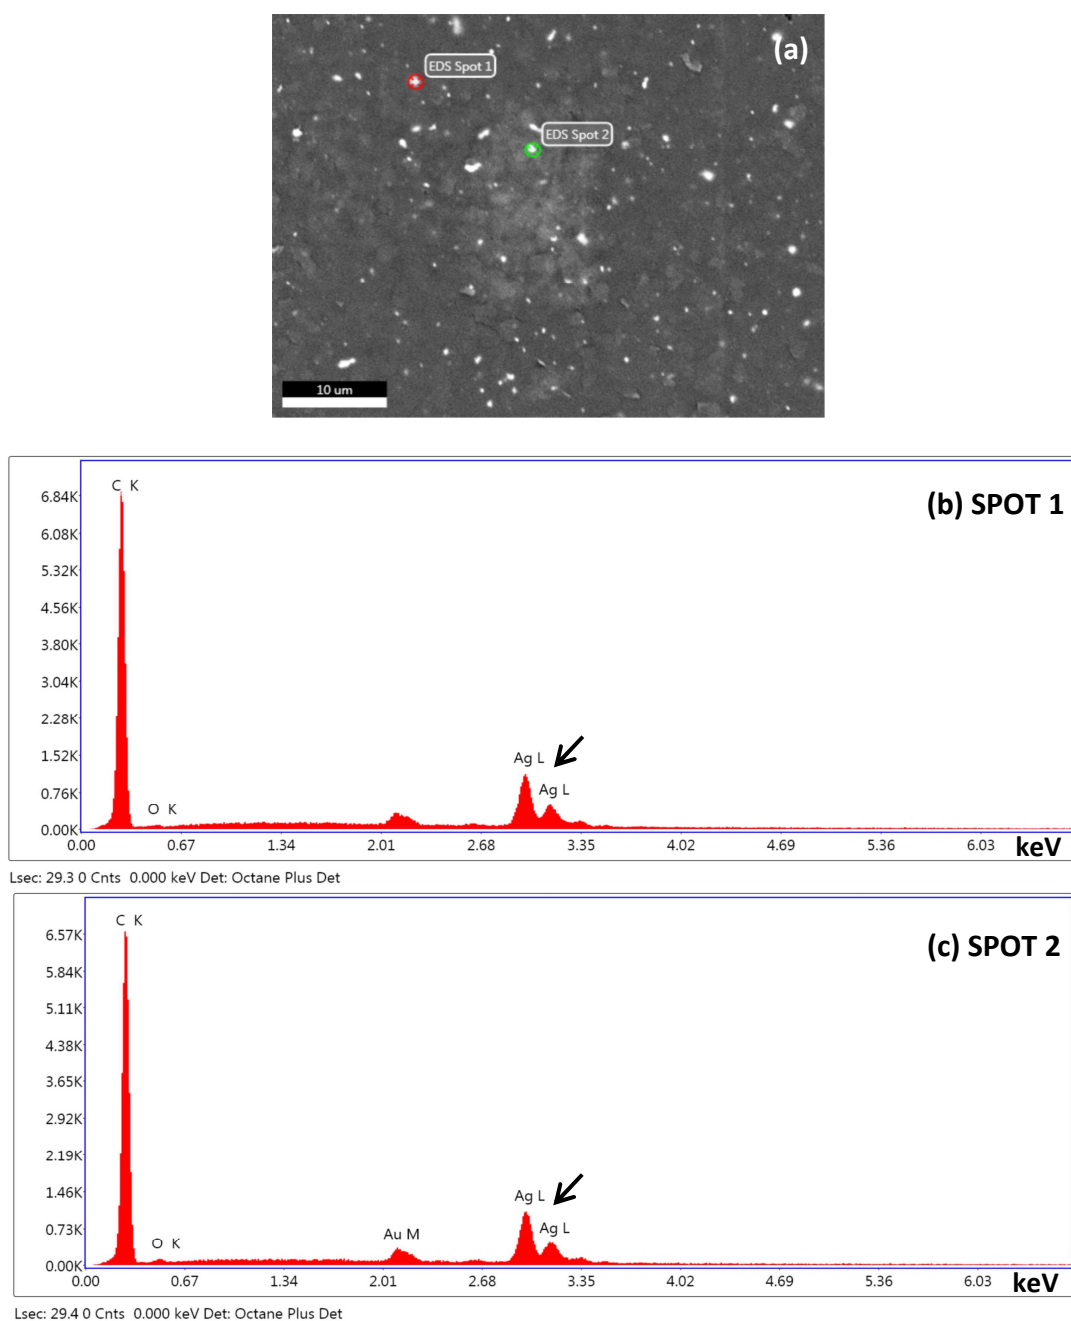 (a)
EDS Spot 1
EDS Spot 2
10 um
(b) SPOT 1
C K
6.84K
6.08K
5.32K
4.56K
3.80K
3.04K
2.28K
1.52K
0.76K
0.00K
O K
Ag L
Ag L
0.00 0.67 1.34 2.01 2.68 3.35 4.02 4.69 5.36 6.03 keV
Lsec: 29.3 0 Cnts 0.000 keV Det: Octane Plus Det
(c) SPOT 2
C K
6.57K
5.84K
5.11K
4.38K
3.65K
2.92K
2.19K
1.46K
0.73K
0.00K
O K
Au M
Ag L
Ag L
0.00 0.67 1.34 2.01 2.68 3.35 4.02 4.69 5.36 6.03 keV
Lsec: 29.4 0 Cnts 0.000 keV Det: Octane Plus Det